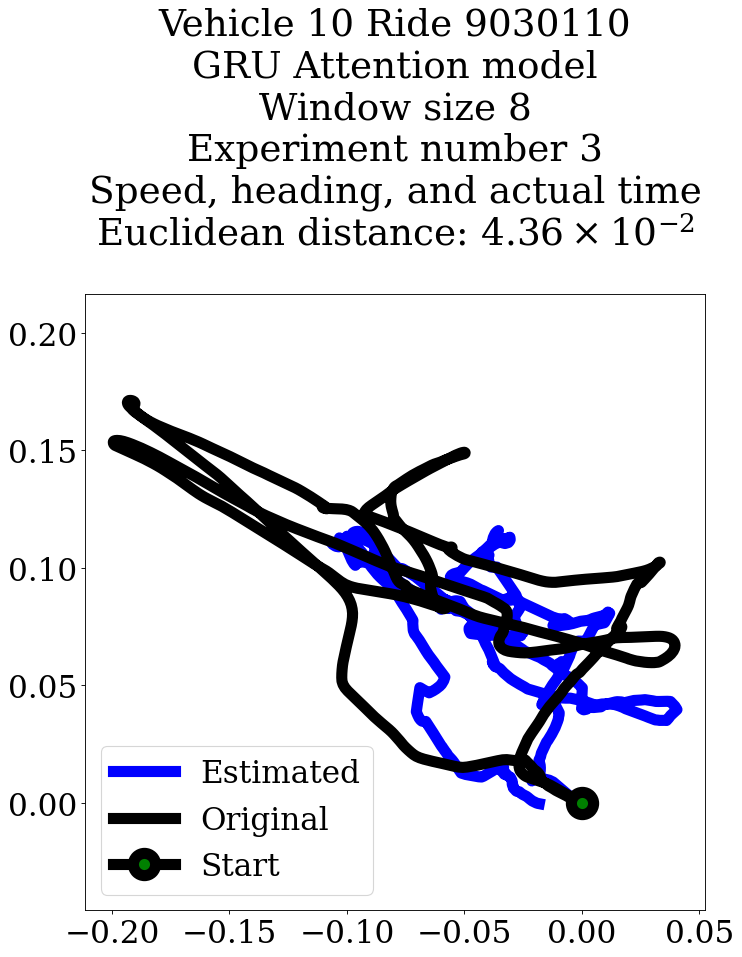 Vehicle 10 Ride 9030110
GRU Attention model
Window size 8
Experiment number 3
Speed, heading, and actual time
Euclidean distance: 4.36 × 10⁻²
0.20
0.15
0.10
0.05
0.00
Estimated
Original
Start
−0.20 −0.15 −0.10 −0.05 0.00 0.05